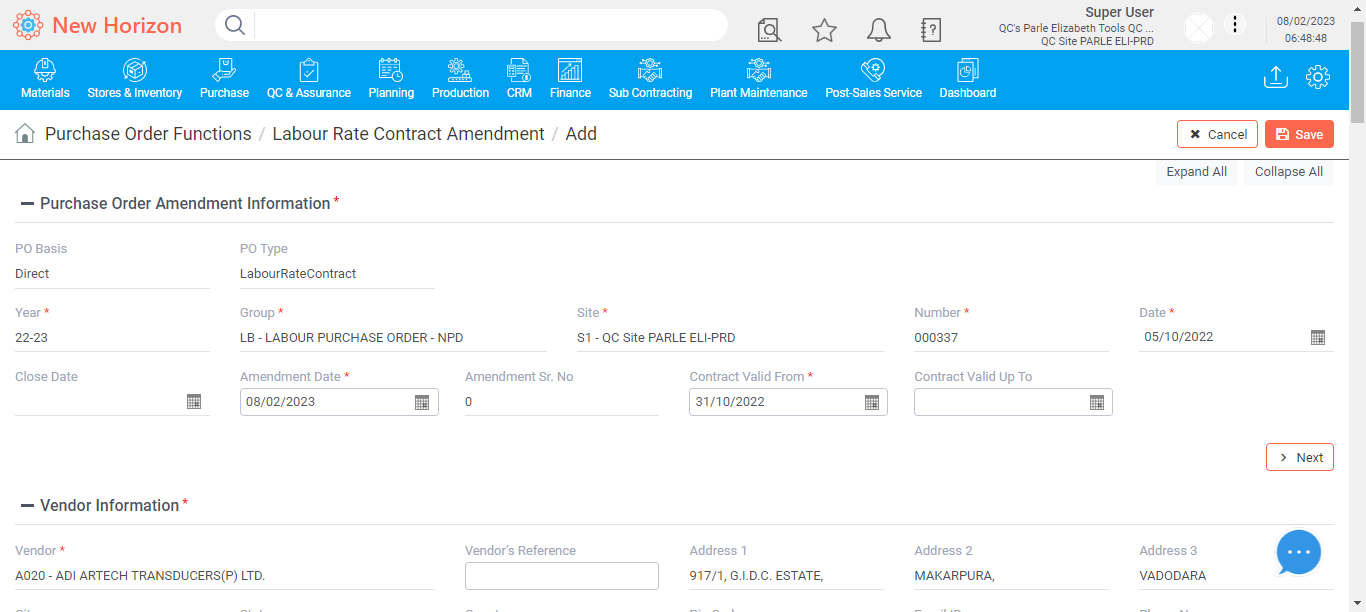 New Horizon
Super User
QC's Parle Elizabeth Tools QC ...
QC Site PARLE ELI-PRD
08/02/2023
06:48:48
Materials Stores & Inventory Purchase QC & Assurance Planning Production CRM Finance Sub Contracting Plant Maintenance Post-Sales Service Dashboard
Purchase Order Functions / Labour Rate Contract Amendment / Add
Cancel Save
Expand All Collapse All
Purchase Order Amendment Information *
PO Basis PO Type
Direct LabourRateContract
Year * Group * Site * Number * Date *
22-23 LB - LABOUR PURCHASE ORDER - NPD S1 - QC Site PARLE ELI-PRD 000337 05/10/2022
Close Date Amendment Date * Amendment Sr. No Contract Valid From * Contract Valid Up To
08/02/2023 0 31/10/2022
Next
Vendor Information *
Vendor * Vendor's Reference Address 1 Address 2 Address 3
A020 - ADI ARTECH TRANSDUCERS(P) LTD. 917/1, G.I.D.C. ESTATE, MAKARPURA, VADODARA